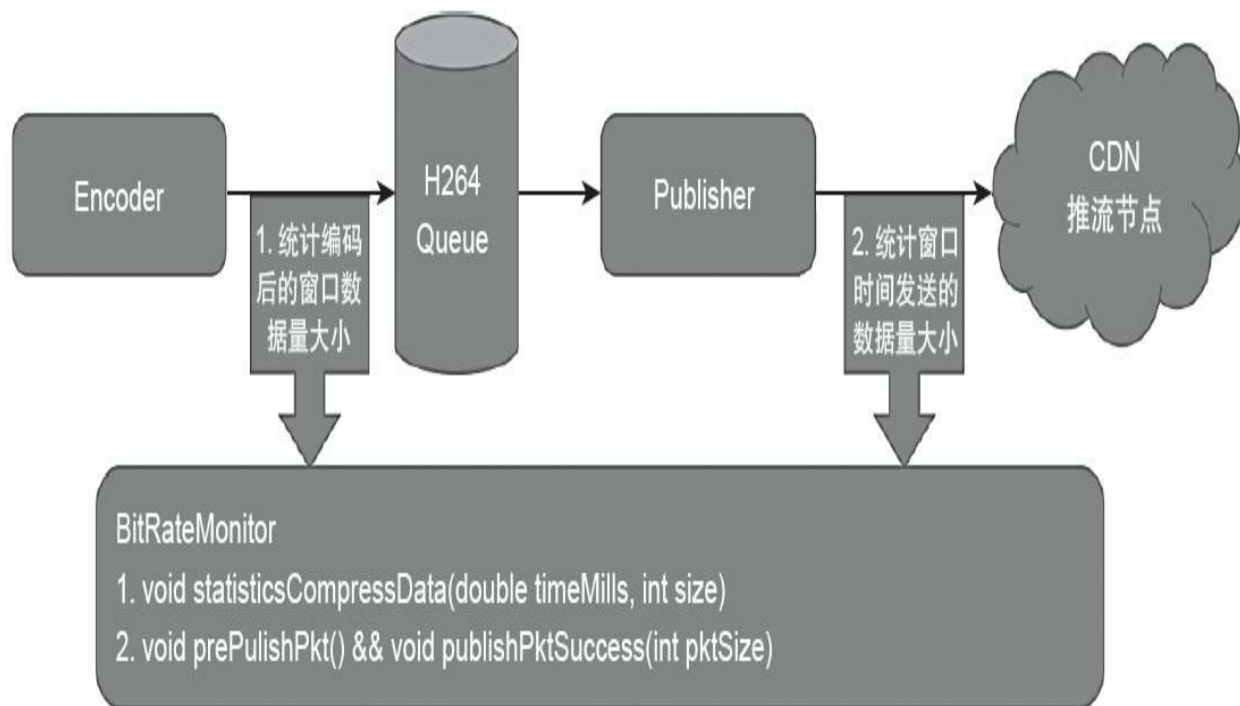 Encoder
H264
Queue
Publisher
CDN
推流节点
1. 统计编码
后的窗口数
据量大小
2. 统计窗口
时间发送的
数据量大小
BitRateMonitor
1. void statisticsCompressData(double timeMills, int size)
2. void prePulishPkt() && void publishPktSuccess(int pktSize)